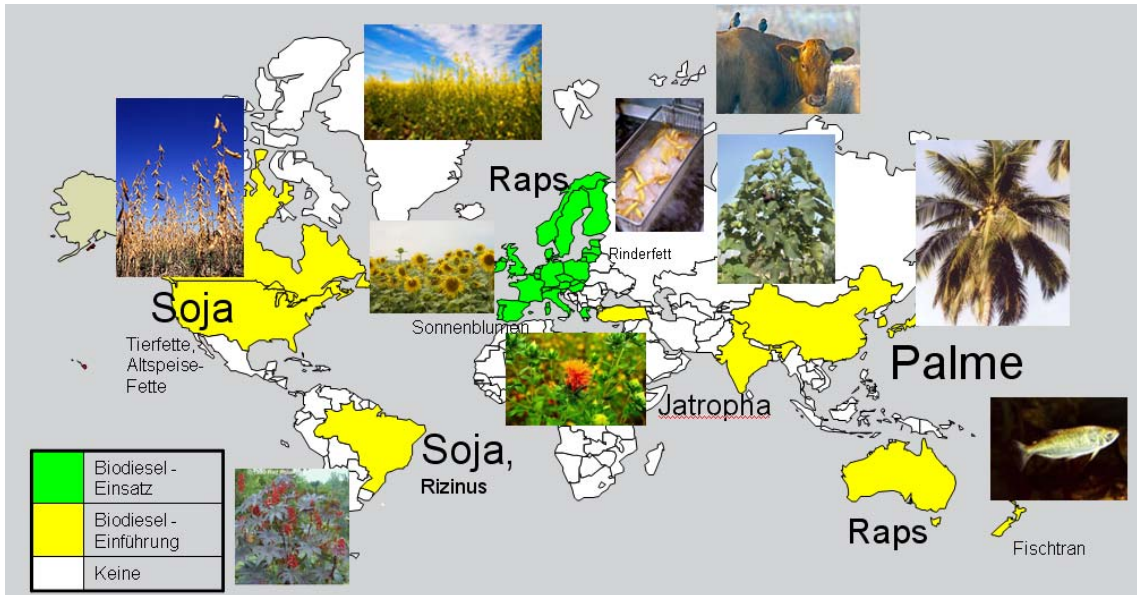 Raps
Rinderfett
Soja
Sonnenblumen
Tierfette,
Altspeise-
Fette
Palme
Jatropha
Soja,
Rizinus
Biodiesel -
Einsatz
Biodiesel -
Einführung
Keine
Raps
Fischtran